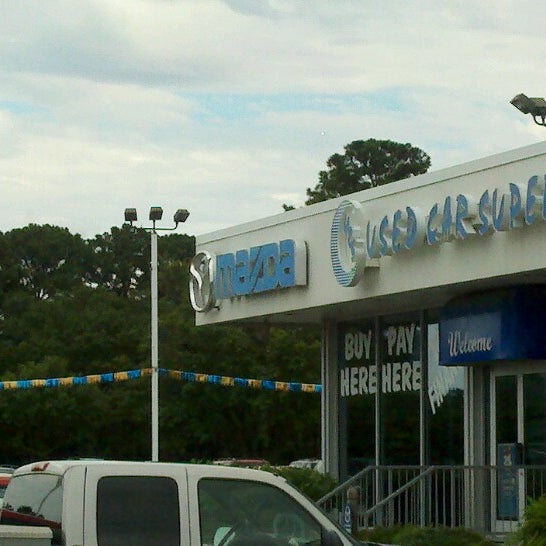 mazda
USED CAR SUPE
Welcome
BUY PAY
HERE HERE